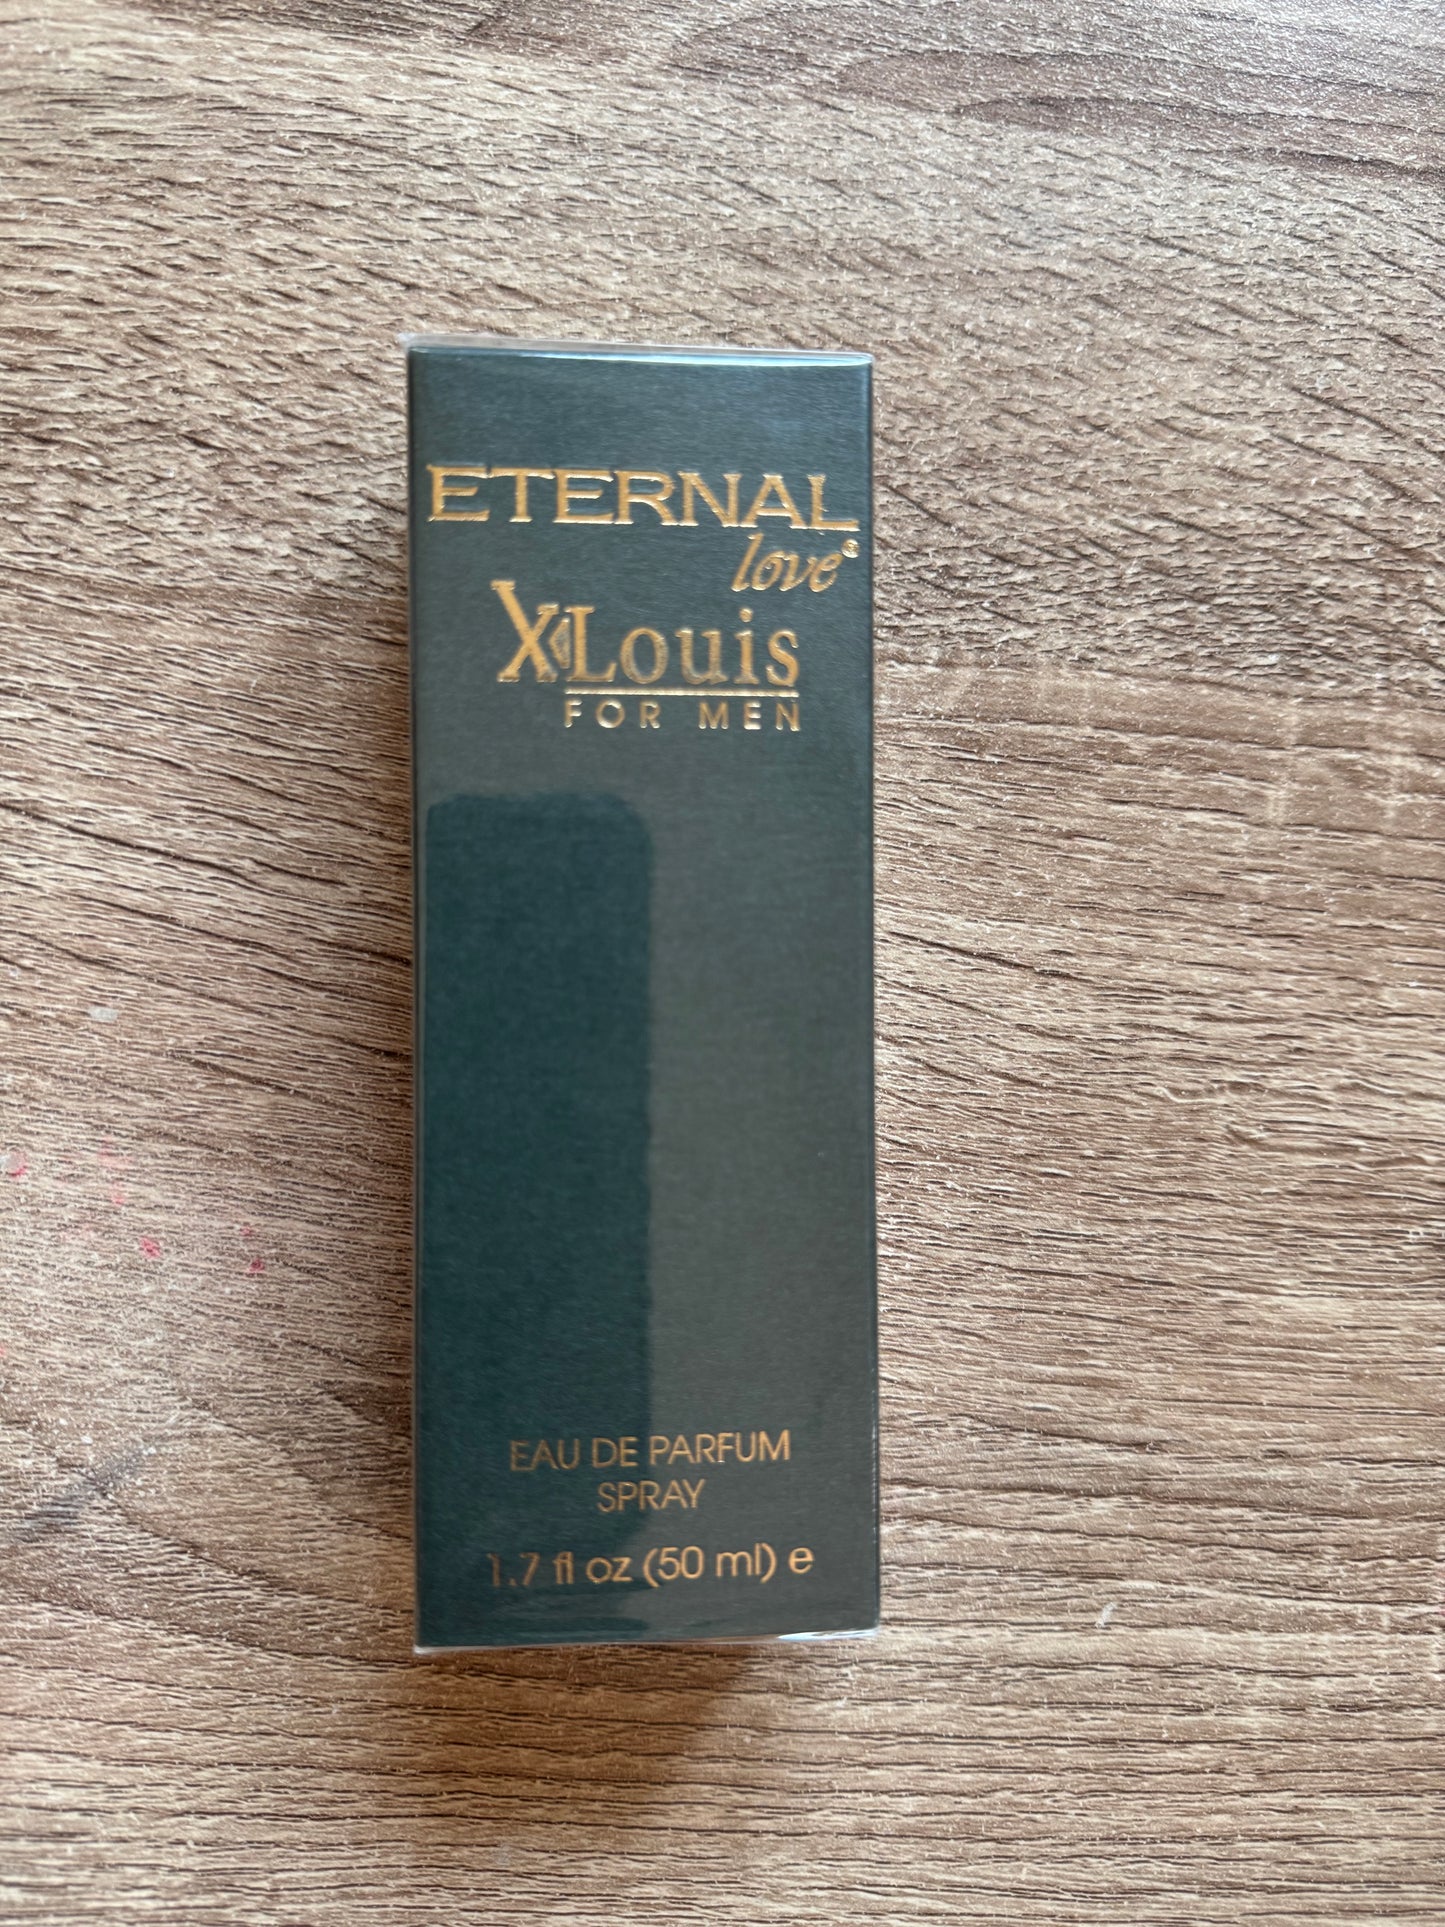 ETERNAL
love®
X Louis
FOR MEN
EAU DE PARFUM
SPRAY
1.7 fl oz (50 ml) e